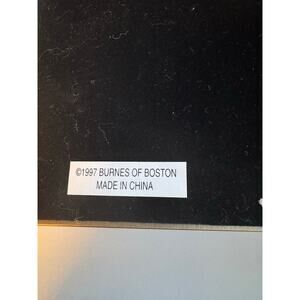 ©1997 BURNES OF BOSTON
MADE IN CHINA